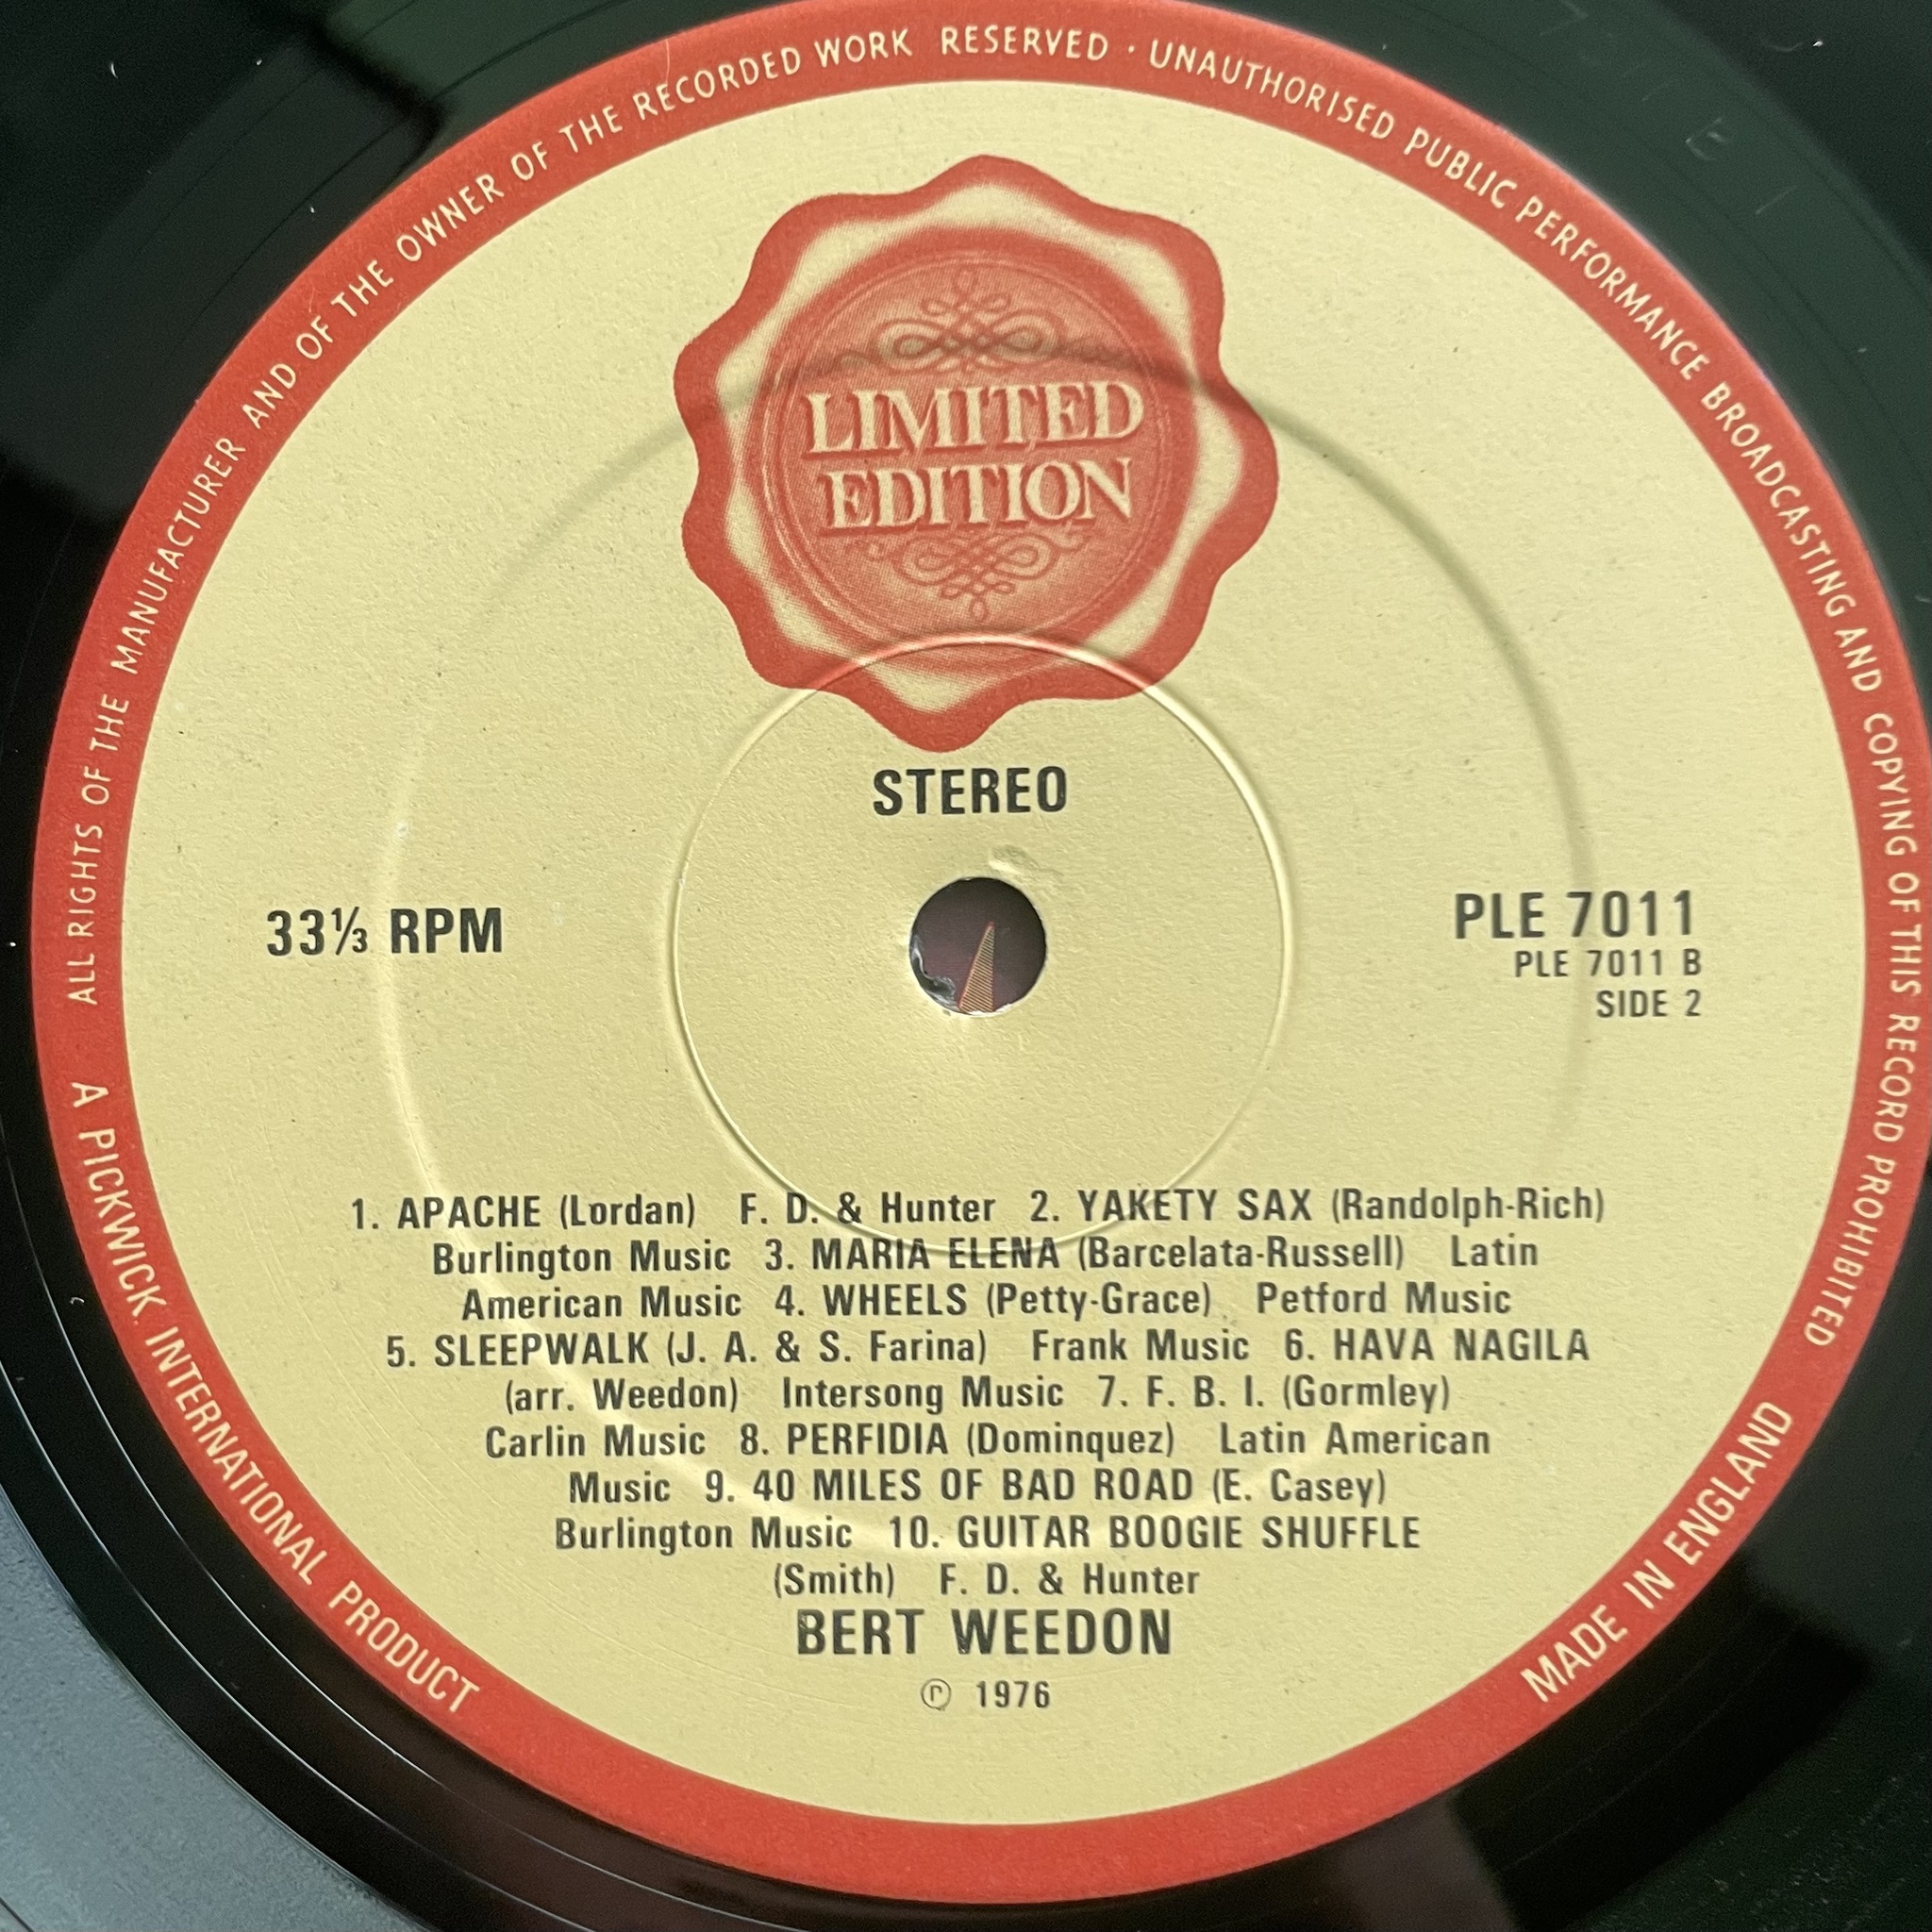 ALL RIGHTS OF THE MANUFACTURER AND OF THE OWNER OF THE RECORDED WORK RESERVED · UNAUTHORISED PUBLIC PERFORMANCE BROADCASTING AND COPYING OF THIS RECORD PROHIBITED
LIMITED
EDITION
STEREO
33⅓ RPM
PLE 7011
PLE 7011 B
SIDE 2
1. APACHE (Lordan) F. D. & Hunter 2. YAKETY SAX (Randolph-Rich)
Burlington Music 3. MARIA ELENA (Barcelata-Russell) Latin
American Music 4. WHEELS (Petty-Grace) Petford Music
5. SLEEPWALK (J. A. & S. Farina) Frank Music 6. HAVA NAGILA
(arr. Weedon) Intersong Music 7. F. B. I. (Gormley)
Carlin Music 8. PERFIDIA (Dominquez) Latin American
Music 9. 40 MILES OF BAD ROAD (E. Casey)
Burlington Music 10. GUITAR BOOGIE SHUFFLE
(Smith) F. D. & Hunter
BERT WEEDON
℗ 1976
A PICKWICK INTERNATIONAL PRODUCT
MADE IN ENGLAND